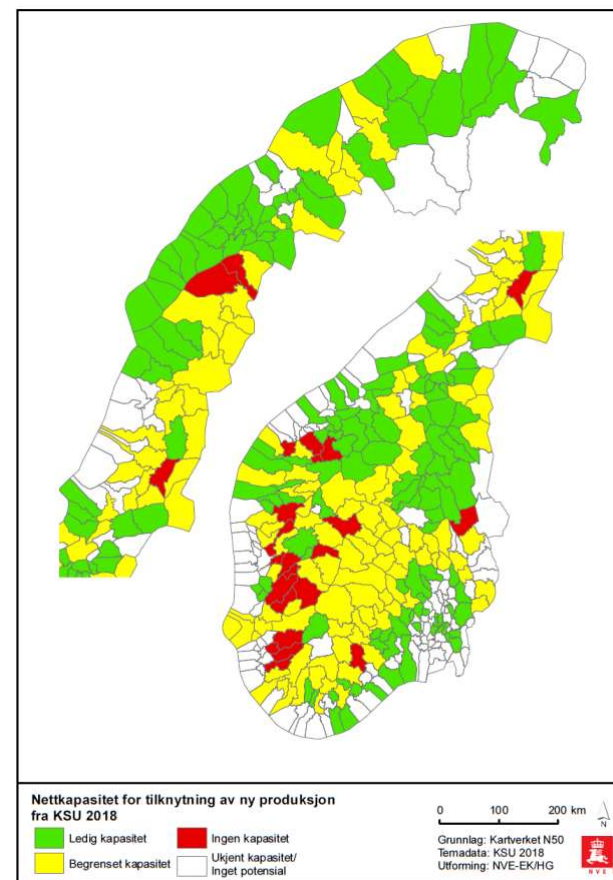 Nettkapasitet for tilknytning av ny produksjon
fra KSU 2018
Ledig kapasitet
Ingen kapasitet
Begrenset kapasitet
Ukjent kapasitet/
Inget potensial
0 100 200 km
N
Grunnlag: Kartverket N50
Temadata: KSU 2018
Utforming: NVE-EK/HG
NVE